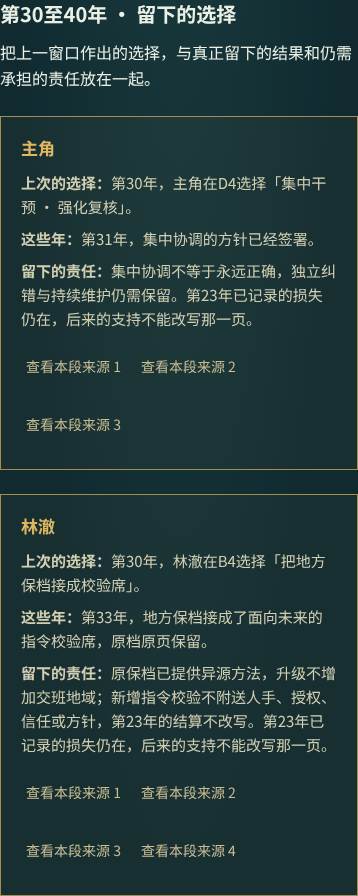 第30至40年 · 留下的选择
把上一窗口作出的选择，与真正留下的结果和仍需
承担的责任放在一起。
主角
上次的选择：第30年，主角在D4选择「集中干
预 · 强化复核」。
这些年：第31年，集中协调的方针已经签署。
留下的责任：集中协调不等于永远正确，独立纠
错与持续维护仍需保留。第23年已记录的损失
仍在，后来的支持不能改写那一页。
查看本段来源 1 查看本段来源 2
查看本段来源 3
林澈
上次的选择：第30年，林澈在B4选择「把地方
保档接成校验席」。
这些年：第33年，地方保档接成了面向未来的
指令校验席，原档原页保留。
留下的责任：原保档已提供异源方法，升级不增
加交班地域；新增指令校验不附送人手、授权、
信任或方针，第23年的结算不改写。第23年已
记录的损失仍在，后来的支持不能改写那一页。
查看本段来源 1 查看本段来源 2
查看本段来源 3 查看本段来源 4